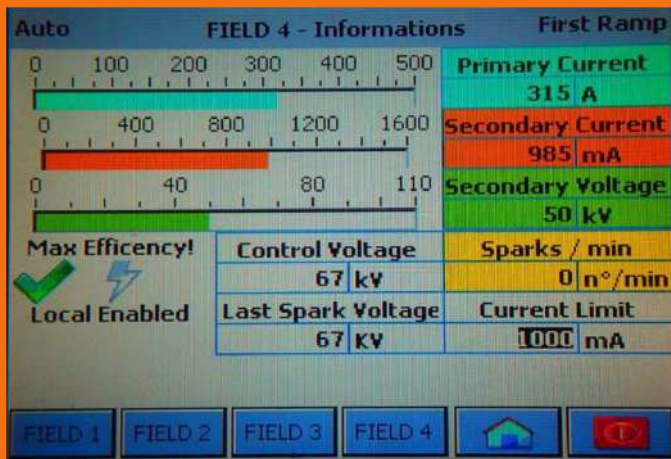 Auto FIELD 4 - Informations First Ramp
0 100 200 300 400 500
Primary Current
315 A
0 400 800 1200 1600
Secondary Current
985 mA
0 40 80 110
Secondary Voltage
50 kV
Max Efficency!
Control Voltage
Sparks / min
67 kV
0 n°/min
Local Enabled
Last Spark Voltage
Current Limit
67 KV
1000 mA
FIELD 1 FIELD 2 FIELD 3 FIELD 4